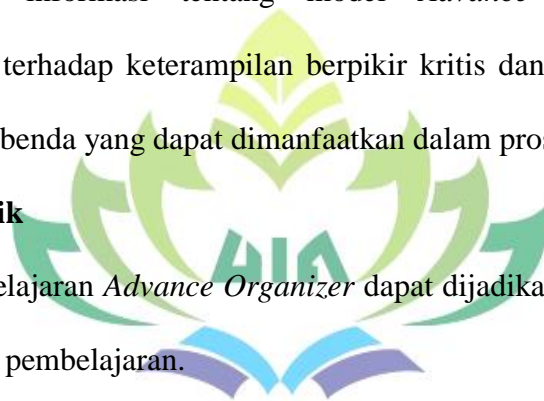 informasi tentang model Advance
terhadap keterampilan berpikir kritis dan
benda yang dapat dimanfaatkan dalam pros
ik
elajaran Advance Organizer dapat dijadika
pembelajaran.
UIN